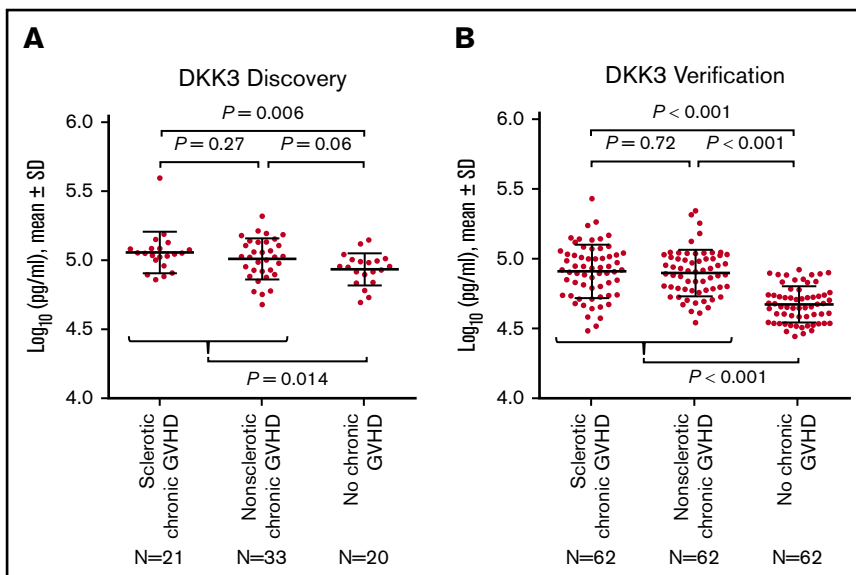 A
DKK3 Discovery
P = 0.006
P = 0.27
P = 0.06
6.0
5.5
5.0
4.5
4.0
Log10 (pg/ml), mean ± SD
P = 0.014
Sclerotic
chronic GVHD
Nonsclerotic
chronic GVHD
No chronic
GVHD
N=21
N=33
N=20
B
DKK3 Verification
P < 0.001
P = 0.72
P < 0.001
6.0
5.5
5.0
4.5
4.0
Log10 (pg/ml), mean ± SD
P < 0.001
Sclerotic
chronic GVHD
Nonsclerotic
chronic GVHD
No chronic
GVHD
N=62
N=62
N=62